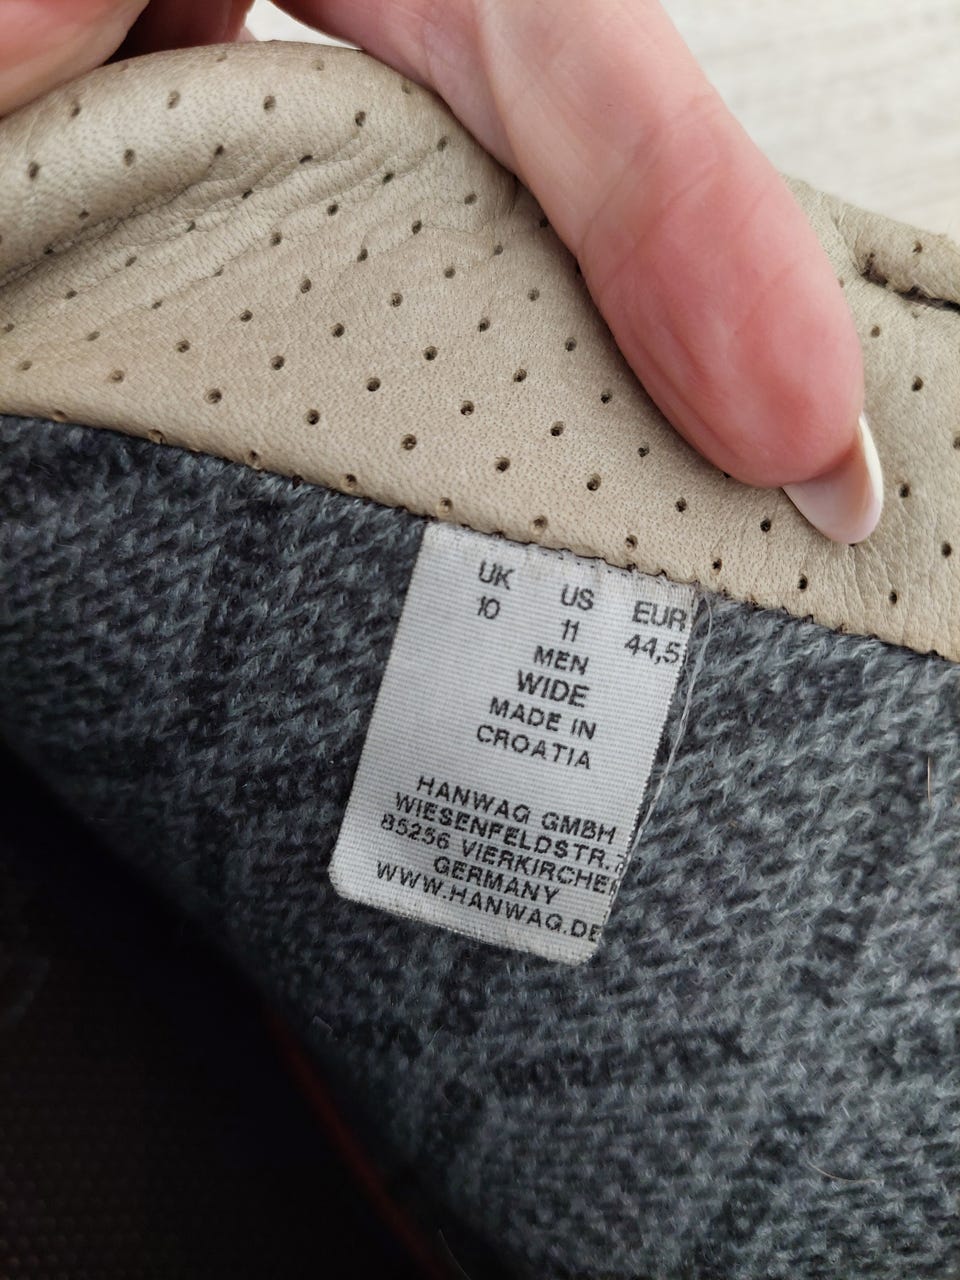 UK US EUR
10 11 44,5
MEN
WIDE
MADE IN
CROATIA
HANWAG GMBH
WIESENFELDSTR.7
85256 VIERKIRCHEN
GERMANY
WWW.HANWAG.DE